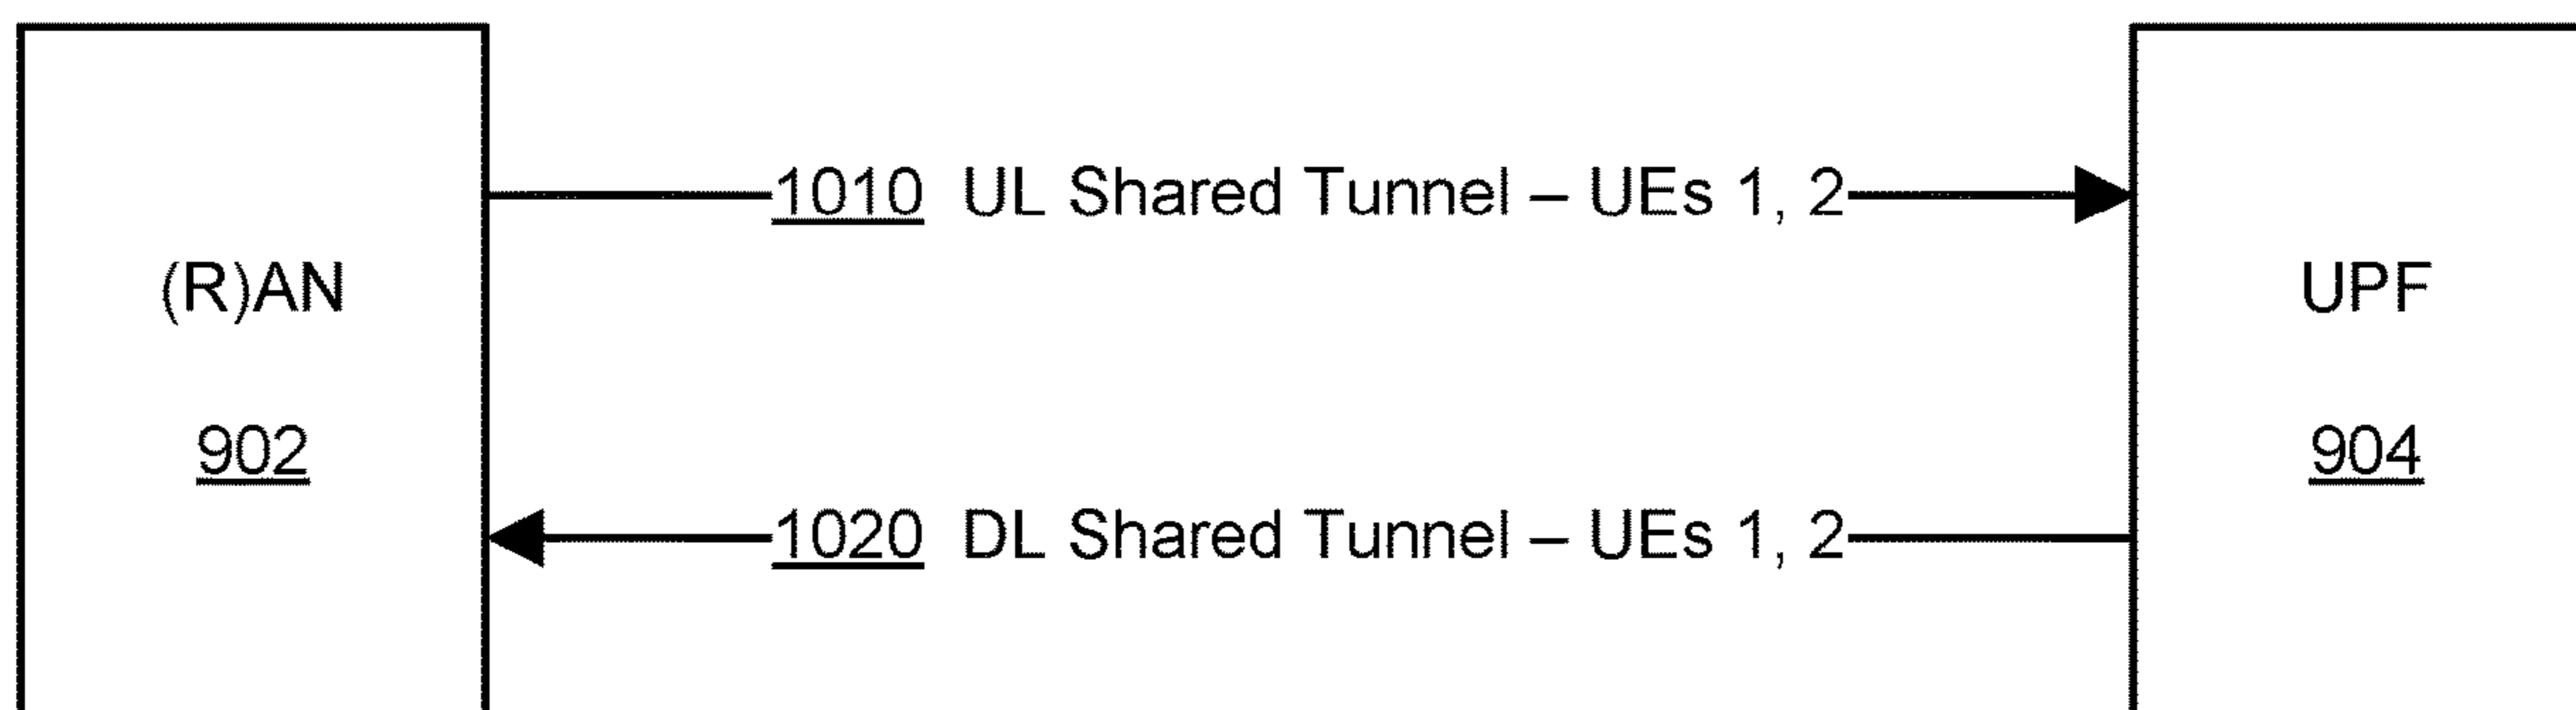 1010 UL Shared Tunnel – UEs 1, 2
(R)AN
UPF
902
904
1020 DL Shared Tunnel – UEs 1, 2